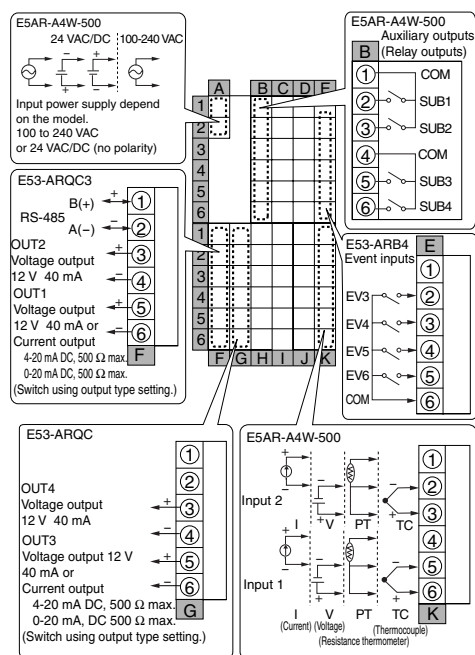 E5AR-A4W-500
24 VAC/DC 100-240 VAC
− + + −
Input power supply depend
on the model.
100 to 240 VAC
or 24 VAC/DC (no polarity)
E5AR-A4W-500
Auxiliary outputs
(Relay outputs)
B
1 COM
2 SUB1
3 SUB2
4 COM
5 SUB3
6 SUB4
A B C D E
1
2
3
4
5
6
1
2
3
4
5
6
F G H I J K
E53-ARQC3
B(+) + 1
RS-485
A(−) − 2
OUT2
Voltage output + 3
12 V 40 mA − 4
OUT1
Voltage output + 5
12 V 40 mA or − 6
Current output
F
4-20 mA DC, 500 Ω max.
0-20 mA DC, 500 Ω max.
(Switch using output type setting.)
E53-ARB4
Event inputs
E
1
EV3 2
EV4 3
EV5 4
EV6 5
COM 6
E53-ARQC
1
2
OUT4
Voltage output + 3
12 V 40 mA
− 4
OUT3
Voltage output 12 V + 5
40 mA or
Current output − 6
4-20 mA DC, 500 Ω max.
0-20 mA, DC 500 Ω max.
G
(Switch using output type setting.)
E5AR-A4W-500
1
2
3
4
5
6
K
Input 2
+ − − +
I V PT TC
Input 1
+ − − +
I V PT TC
(Current) (Voltage) (Thermocouple)
(Resistance thermometer)